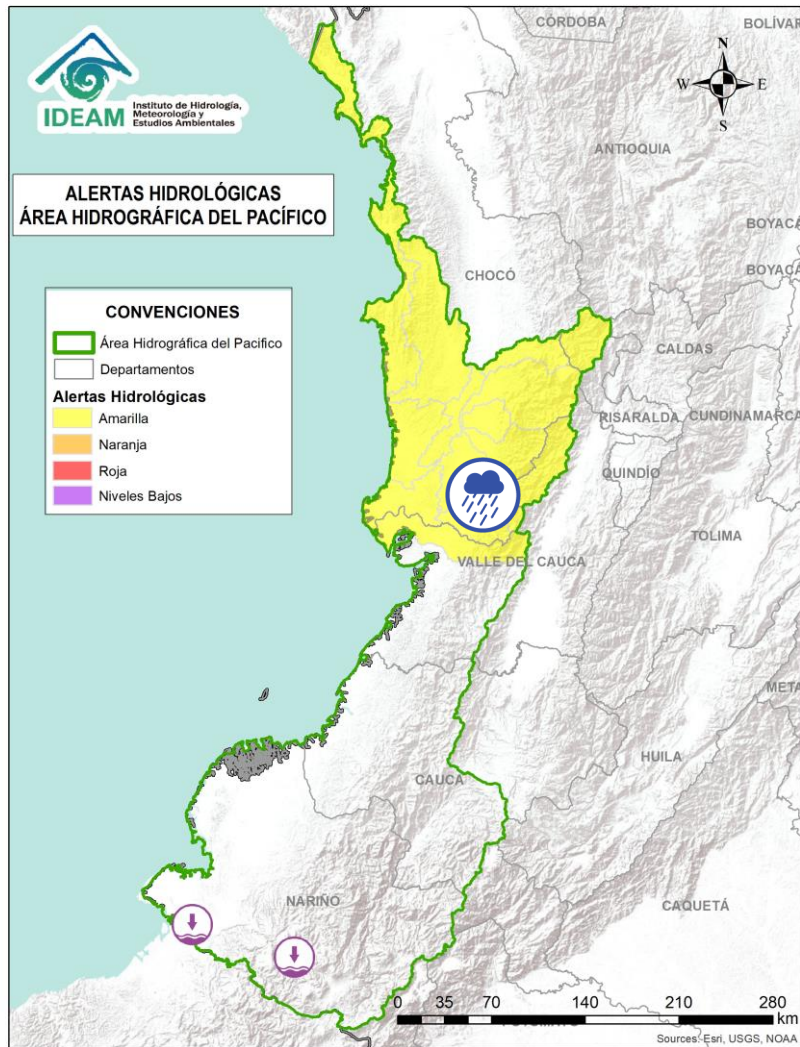 IDEAM
Instituto de Hidrología,
Meteorología y
Estudios Ambientales
ALERTAS HIDROLÓGICAS
ÁREA HIDROGRÁFICA DEL PACÍFICO
CONVENCIONES
Área Hidrográfica del Pacifico
Departamentos
Alertas Hidrológicas
Amarilla
Naranja
Roja
Niveles Bajos
N
W E
S
CÓRDOBA
BOLÍVAR
ANTIOQUIA
BOYACÁ
BOYACÁ
CHOCÓ
CALDAS
RISARALDA
CUNDINAMARCA
QUINDÍO
TOLIMA
VALLE DEL CAUCA
META
HUILA
CAUCA
NARIÑO
CAQUETÁ
0 35 70 140 210 280
km
Sources: Esri, USGS, NOAA